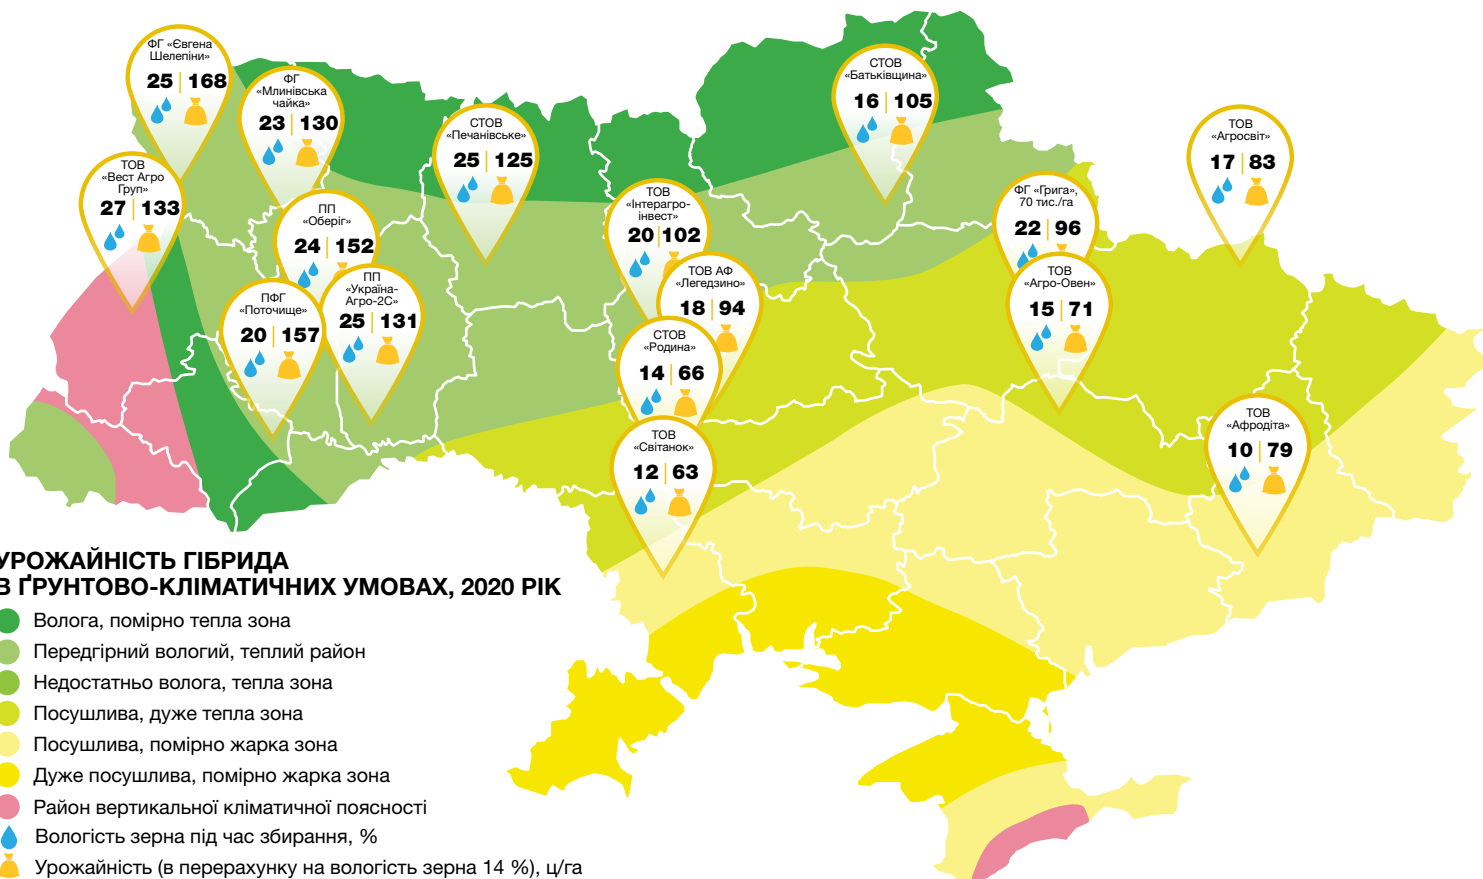 ФГ «Євгена
Шелепіни»
25 168
ФГ
«Млинівська
чайка»
23 130
СТОВ
«Печанівське»
25 125
СТОВ
«Батьківщина»
16 105
ТОВ
«Агросвіт»
17 83
ТОВ
«Вест Агро
Груп»
27 133
ПП
«Оберіг»
24 152
ТОВ
«Інтерагро-
інвест»
20 102
ФГ «Грига»,
70 тис./га
22 96
ПФГ
«Поточище»
20 157
ПП
«Україна-
Агро-2С»
25 131
ТОВ АФ
«Легедзино»
18 94
ТОВ
«Агро-Овен»
15 71
СТОВ
«Родина»
14 66
ТОВ
«Світанок»
12 63
ТОВ
«Афродіта»
10 79
УРОЖАЙНІСТЬ ГІБРИДА
В ҐРУНТОВО-КЛІМАТИЧНИХ УМОВАХ, 2020 РІК
Волога, помірно тепла зона
Передгірний вологий, теплий район
Недостатньо волога, тепла зона
Посушлива, дуже тепла зона
Посушлива, помірно жарка зона
Дуже посушлива, помірно жарка зона
Район вертикальної кліматичної поясності
Вологість зерна під час збирання, %
Урожайність (в перерахунку на вологість зерна 14 %), ц/га